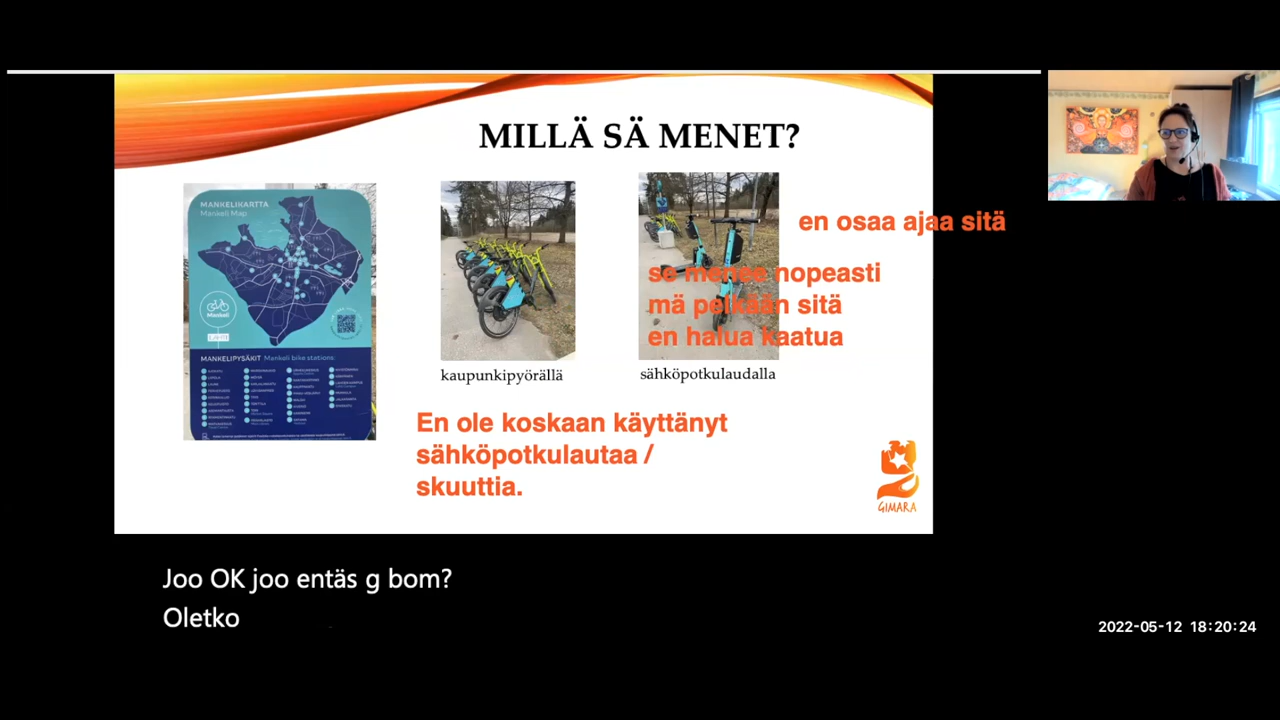 MILLÄ SÄ MENET?
MANKELIKARTTA
Mankeli Map
Mankeli
LAHTI
MANKELIPYSÄKIT Mankeli bike stations:
en osaa ajaa sitä
se menee nopeasti
mä pelkään sitä
en halua kaatua
kaupunkipyörällä
sähköpotkulaudalla
En ole koskaan käyttänyt
sähköpotkulautaa /
skuuttia.
GIMARA
Joo OK joo entäs g bom?
Oletko
2022-05-12 18:20:24